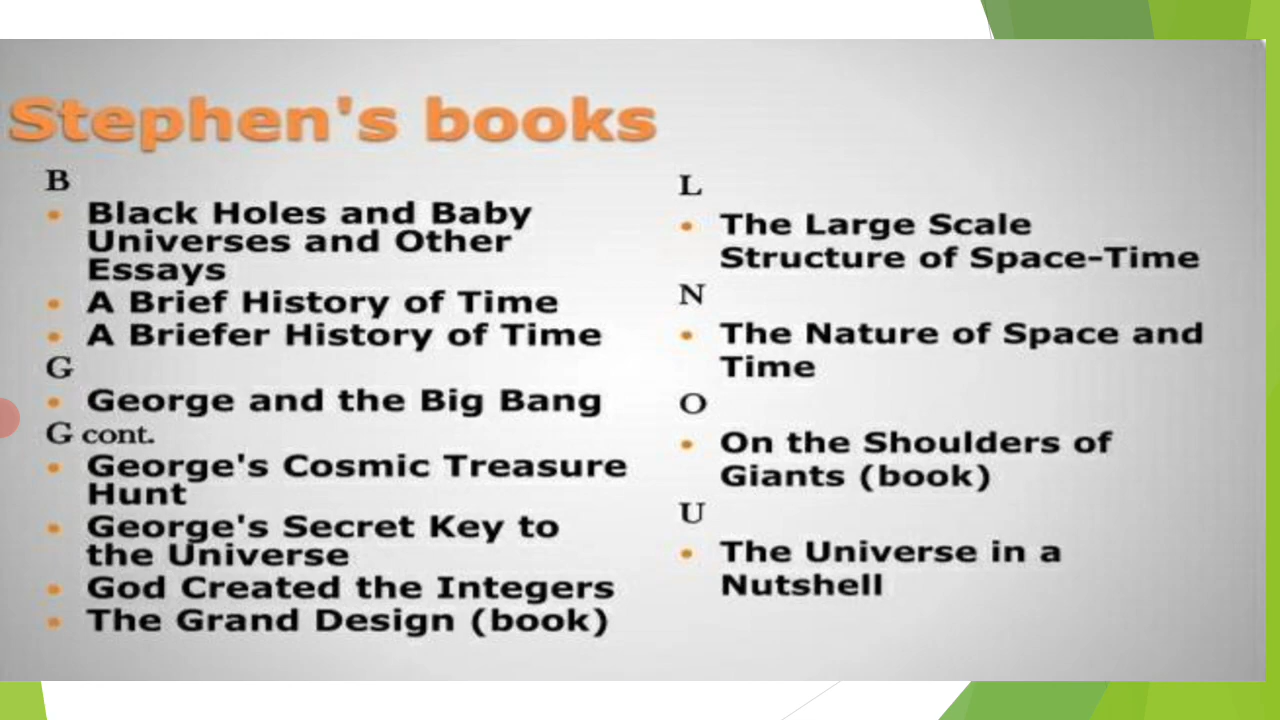 Stephen's books
B
• Black Holes and Baby
Universes and Other
Essays
• A Brief History of Time
• A Briefer History of Time
G
• George and the Big Bang
G cont.
• George's Cosmic Treasure
Hunt
• George's Secret Key to
the Universe
• God Created the Integers
• The Grand Design (book)
L
• The Large Scale
Structure of Space-Time
N
• The Nature of Space and
Time
O
• On the Shoulders of
Giants (book)
U
• The Universe in a
Nutshell